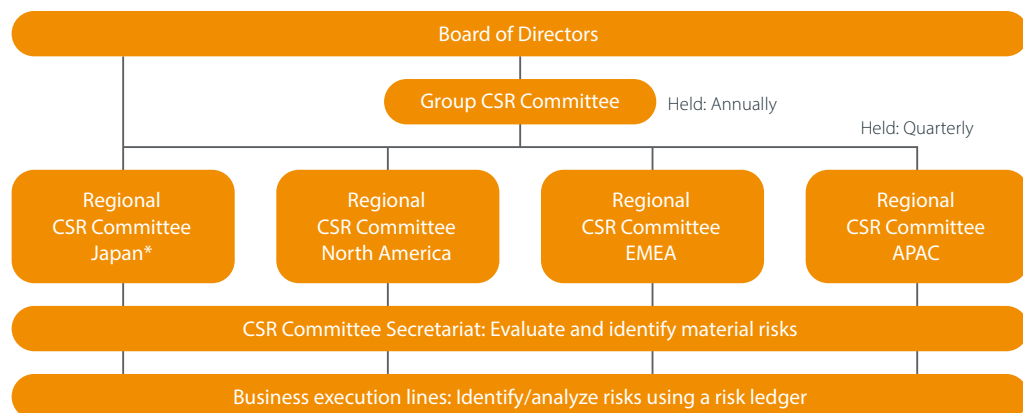 Board of Directors
Group CSR Committee
Held: Annually
Held: Quarterly
Regional
CSR Committee
Japan*
Regional
CSR Committee
North America
Regional
CSR Committee
EMEA
Regional
CSR Committee
APAC
CSR Committee Secretariat: Evaluate and identify material risks
Business execution lines: Identify/analyze risks using a risk ledger